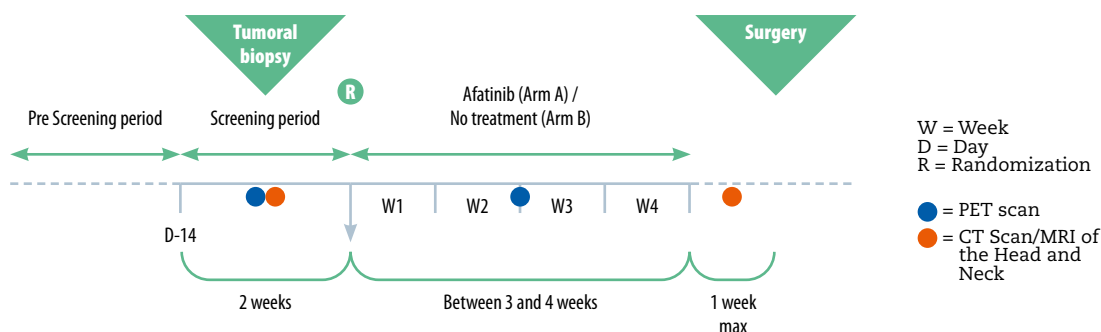 Tumoral
biopsy
Surgery
R
Afatinib (Arm A) /
No treatment (Arm B)
Pre Screening period
Screening period
W1
W2
W3
W4
D-14
2 weeks
Between 3 and 4 weeks
1 week
max
W = Week
D = Day
R = Randomization
= PET scan
= CT Scan/MRI of
the Head and
Neck